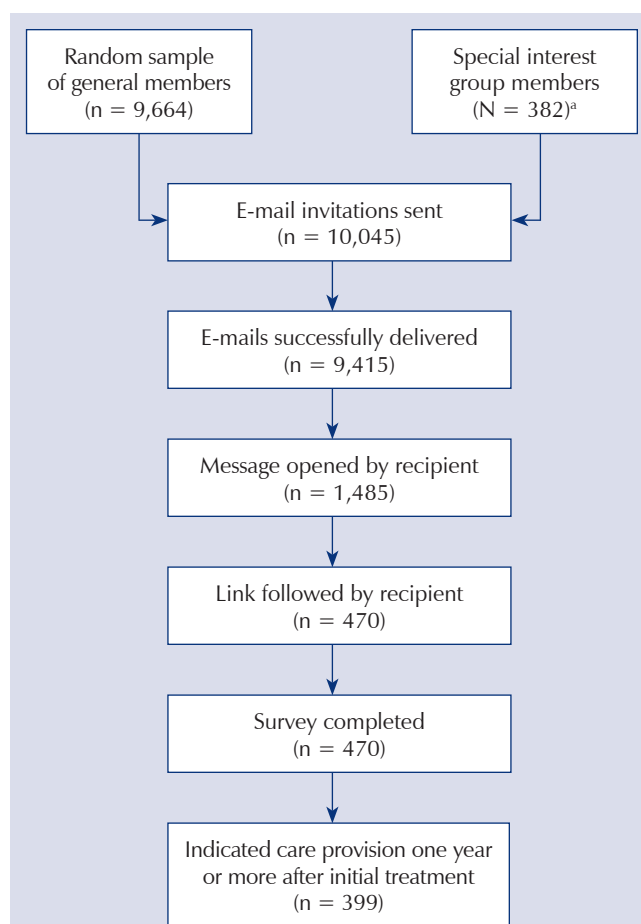 Random sample
of general members
(n = 9,664)
Special interest
group members
(N = 382)ᵃ
E-mail invitations sent
(n = 10,045)
E-mails successfully delivered
(n = 9,415)
Message opened by recipient
(n = 1,485)
Link followed by recipient
(n = 470)
Survey completed
(n = 470)
Indicated care provision one year
or more after initial treatment
(n = 399)